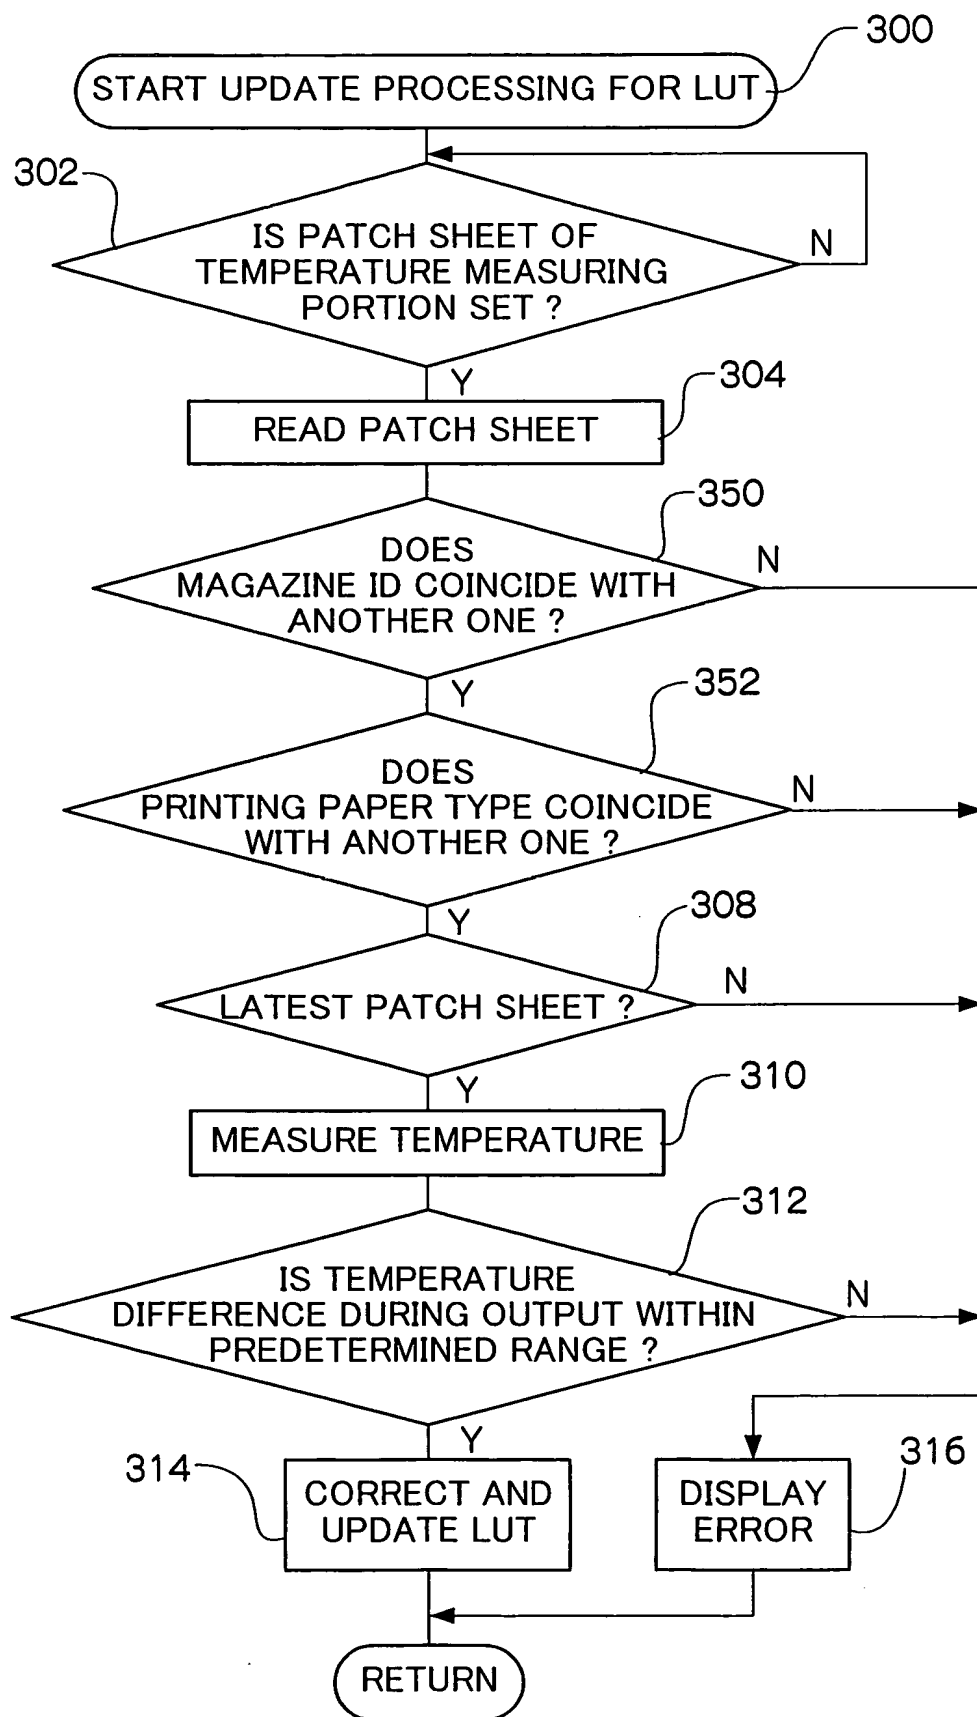 300
START UPDATE PROCESSING FOR LUT
302
IS PATCH SHEET OF
TEMPERATURE MEASURING
PORTION SET ?
N
Y
304
READ PATCH SHEET
350
DOES
MAGAZINE ID COINCIDE WITH
ANOTHER ONE ?
N
Y
352
DOES
PRINTING PAPER TYPE COINCIDE
WITH ANOTHER ONE ?
N
Y
308
LATEST PATCH SHEET ?
N
Y
310
MEASURE TEMPERATURE
312
IS TEMPERATURE
DIFFERENCE DURING OUTPUT WITHIN
PREDETERMINED RANGE ?
N
Y
314
CORRECT AND
UPDATE LUT
316
DISPLAY
ERROR
RETURN